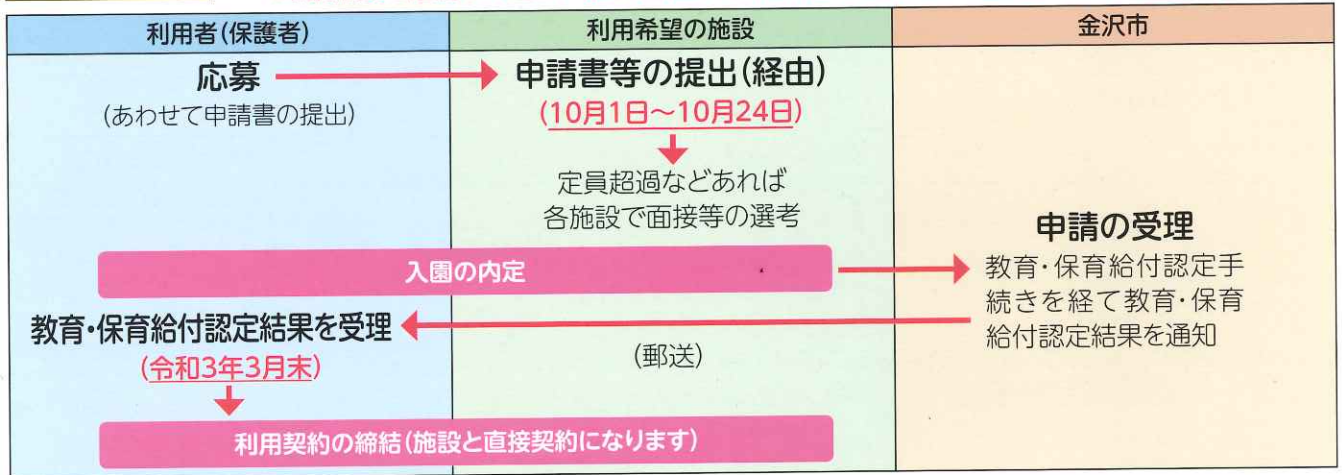 利用者(保護者)
利用希望の施設
金沢市
応募
(あわせて申請書の提出)
申請書等の提出(経由)
(10月1日～10月24日)
定員超過などあれば
各施設で面接等の選考
入園の内定
申請の受理
教育・保育給付認定手
続きを経て教育・保育
給付認定結果を通知
教育・保育給付認定結果を受理
(令和3年3月末)
(郵送)
利用契約の締結(施設と直接契約になります)